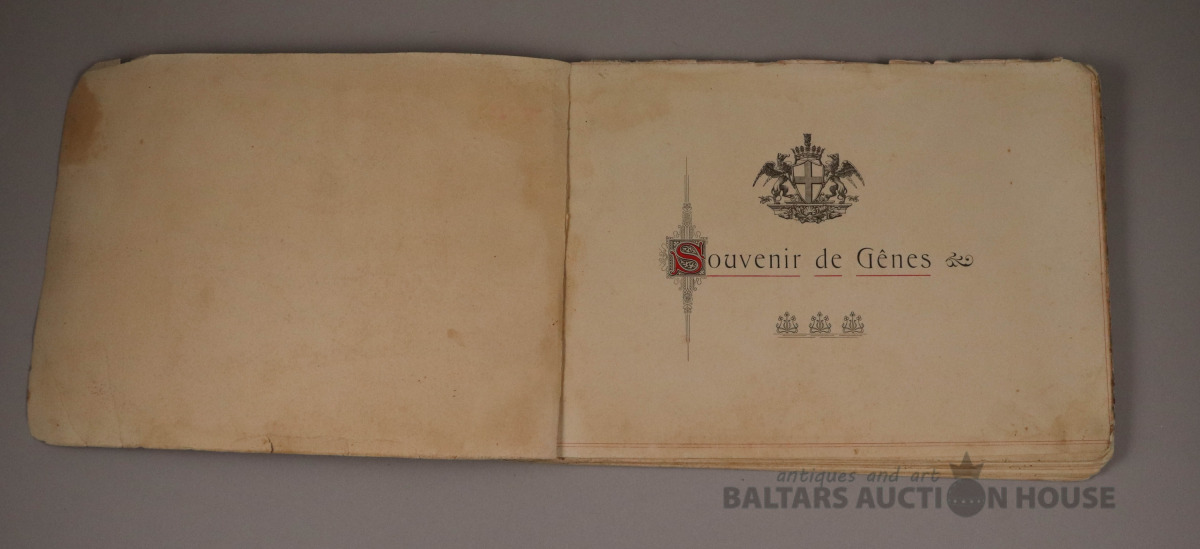 Souvenir de Gênes
antiques and art
BALTARS AUCTION HOUSE